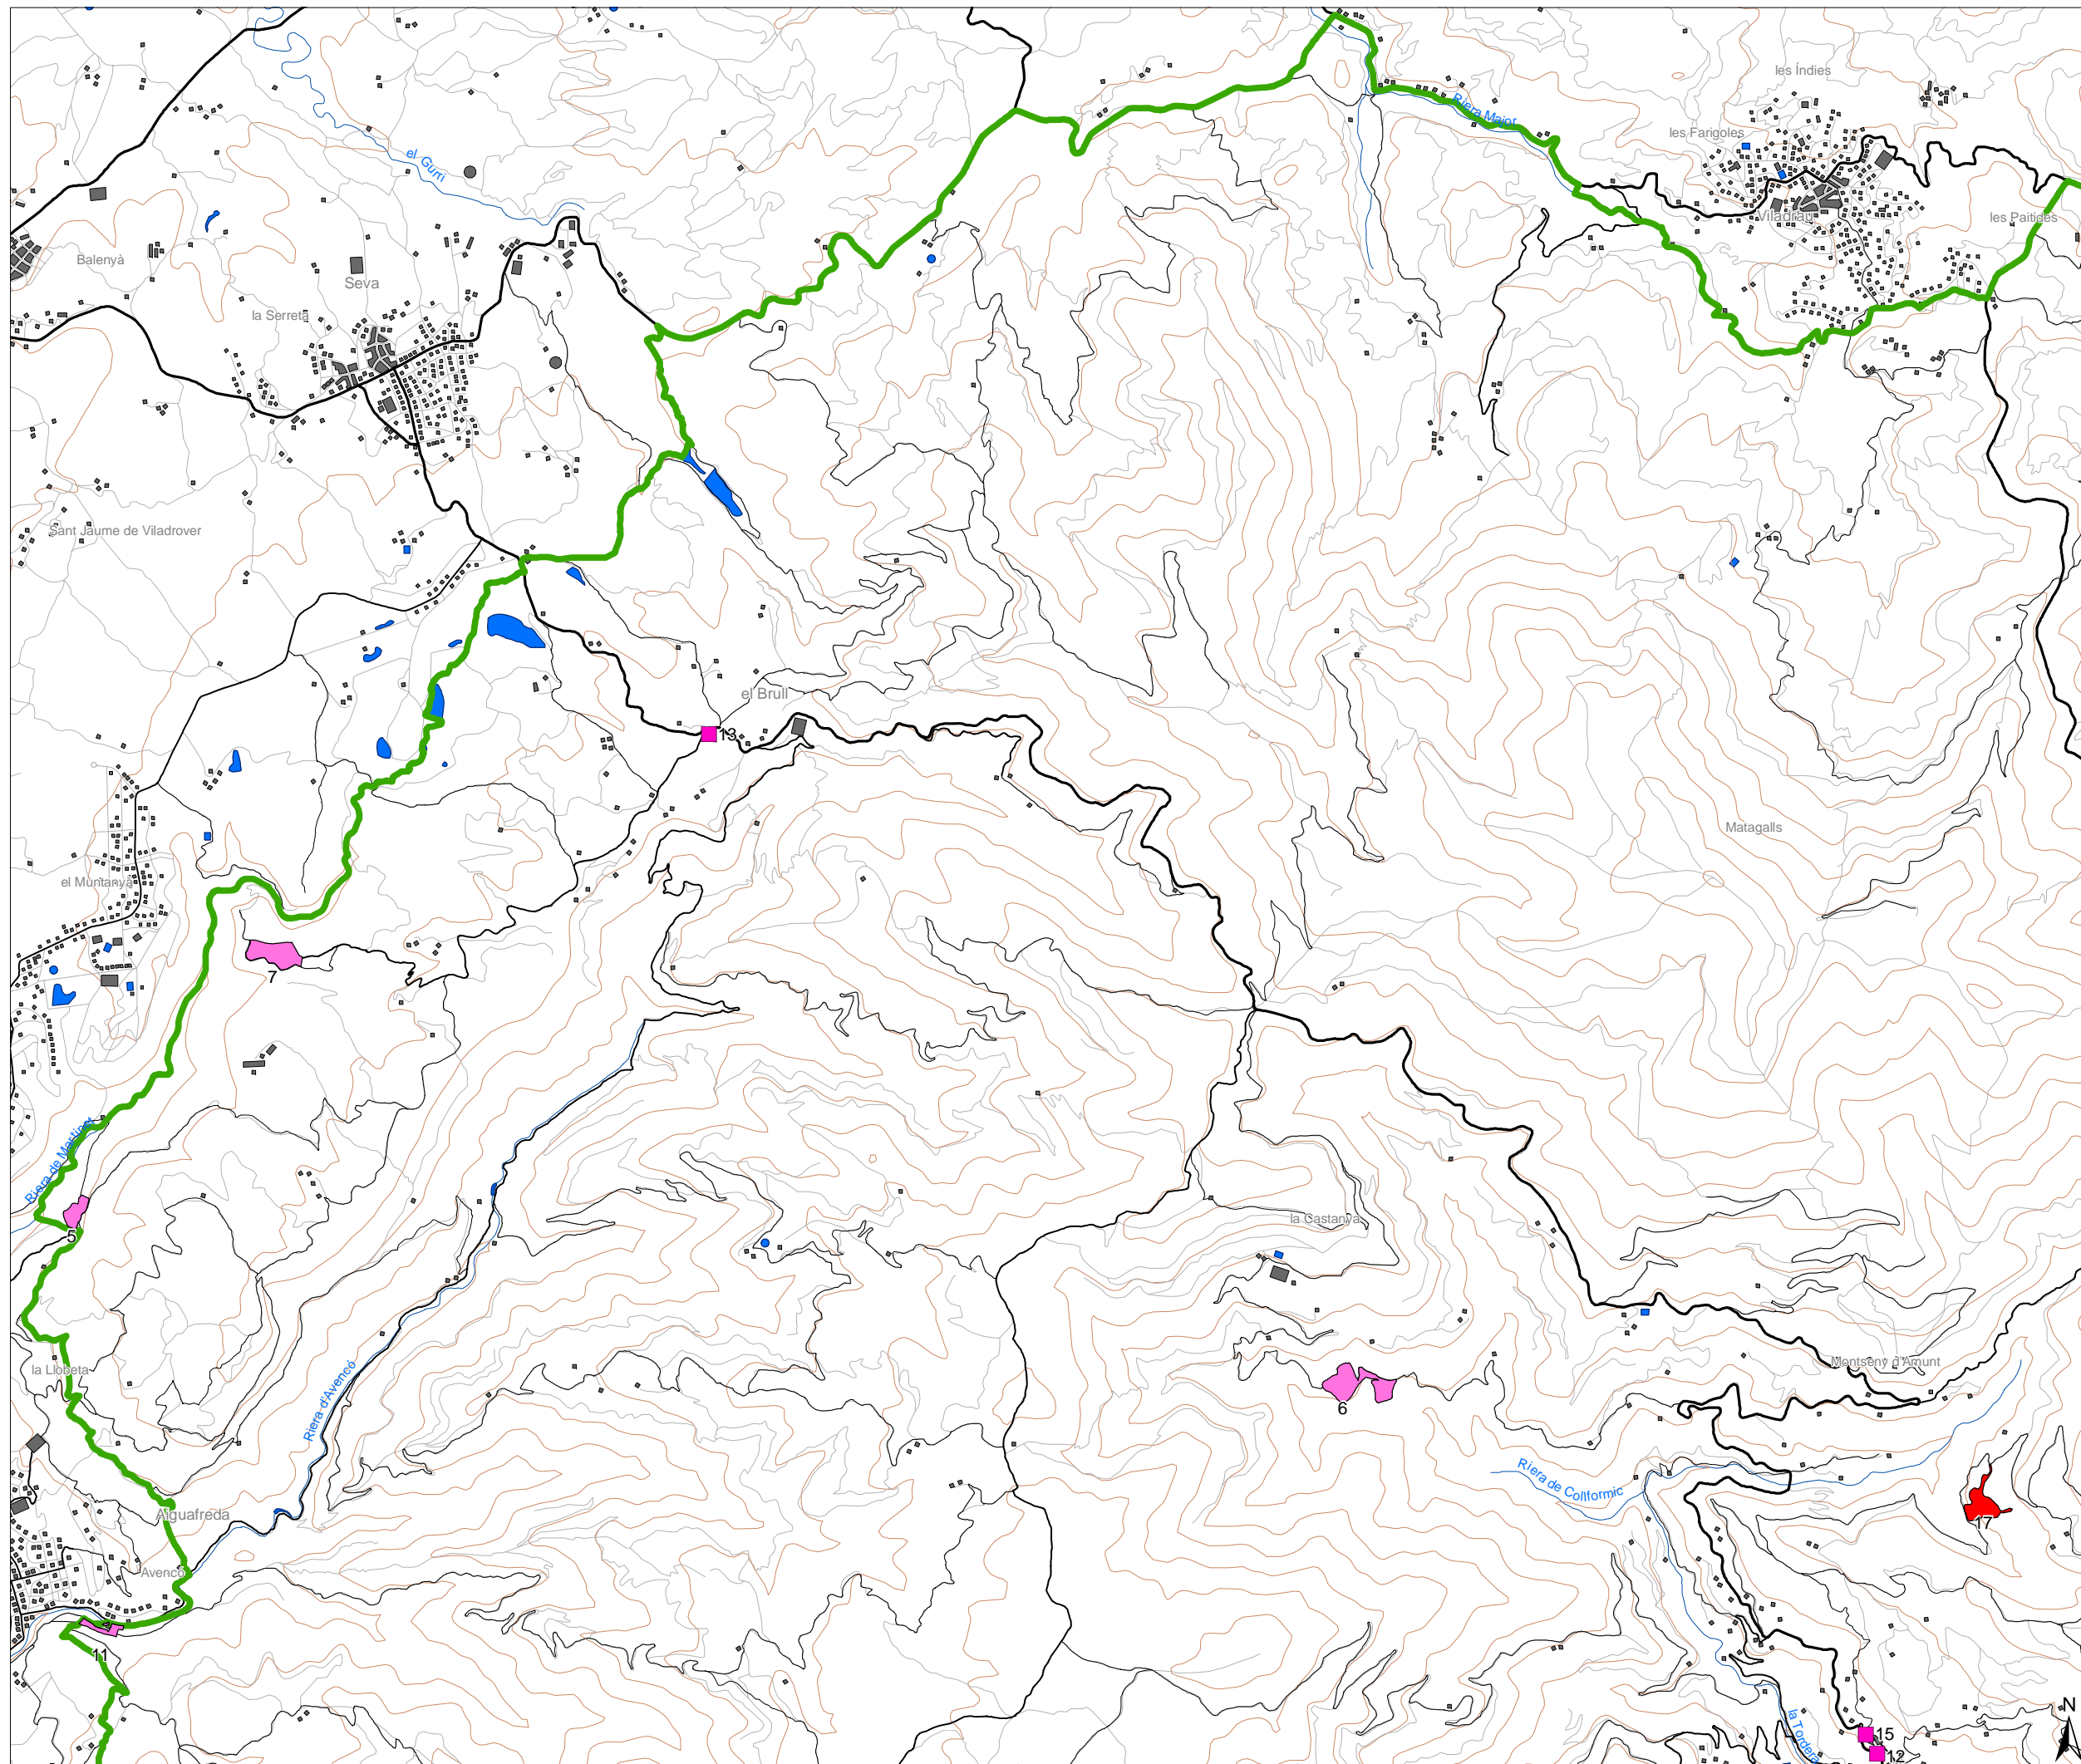 les Índies
Riera Major
les Farigoles
el Gurri
Viladrau
les Paitides
Balenyà
Seva
la Serreta
Sant Jaume de Viladrover
el Brull
13
Matagalls
el Muntanyà
7
Riera de Martinet
5
la Castanya
la Llobeta
Riera d'Avencó
Montseny d'Amunt
6
Riera de Collformic
Aiguafreda
17
Avencó
11
N
la Tordera
15
12